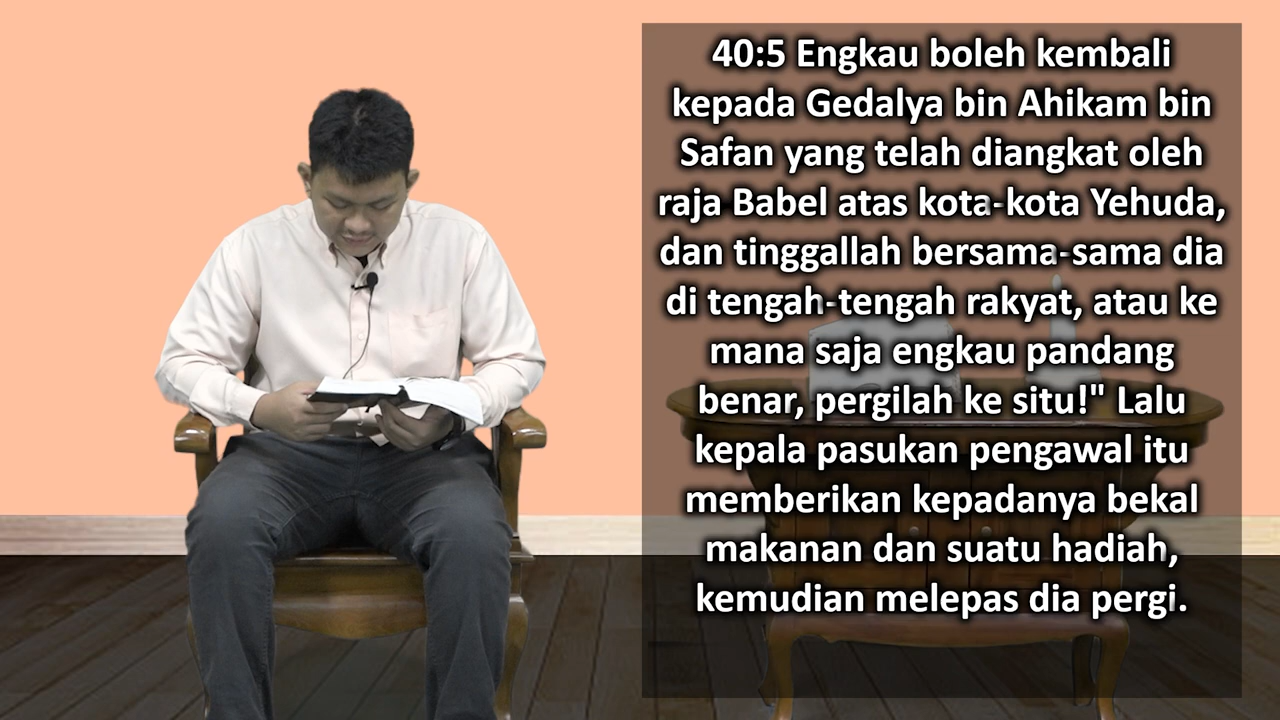 40:5 Engkau boleh kembali
kepada Gedalya bin Ahikam bin
Safan yang telah diangkat oleh
raja Babel atas kota-kota Yehuda,
dan tinggallah bersama-sama dia
di tengah-tengah rakyat, atau ke
mana saja engkau pandang
benar, pergilah ke situ!" Lalu
kepala pasukan pengawal itu
memberikan kepadanya bekal
makanan dan suatu hadiah,
kemudian melepas dia pergi.